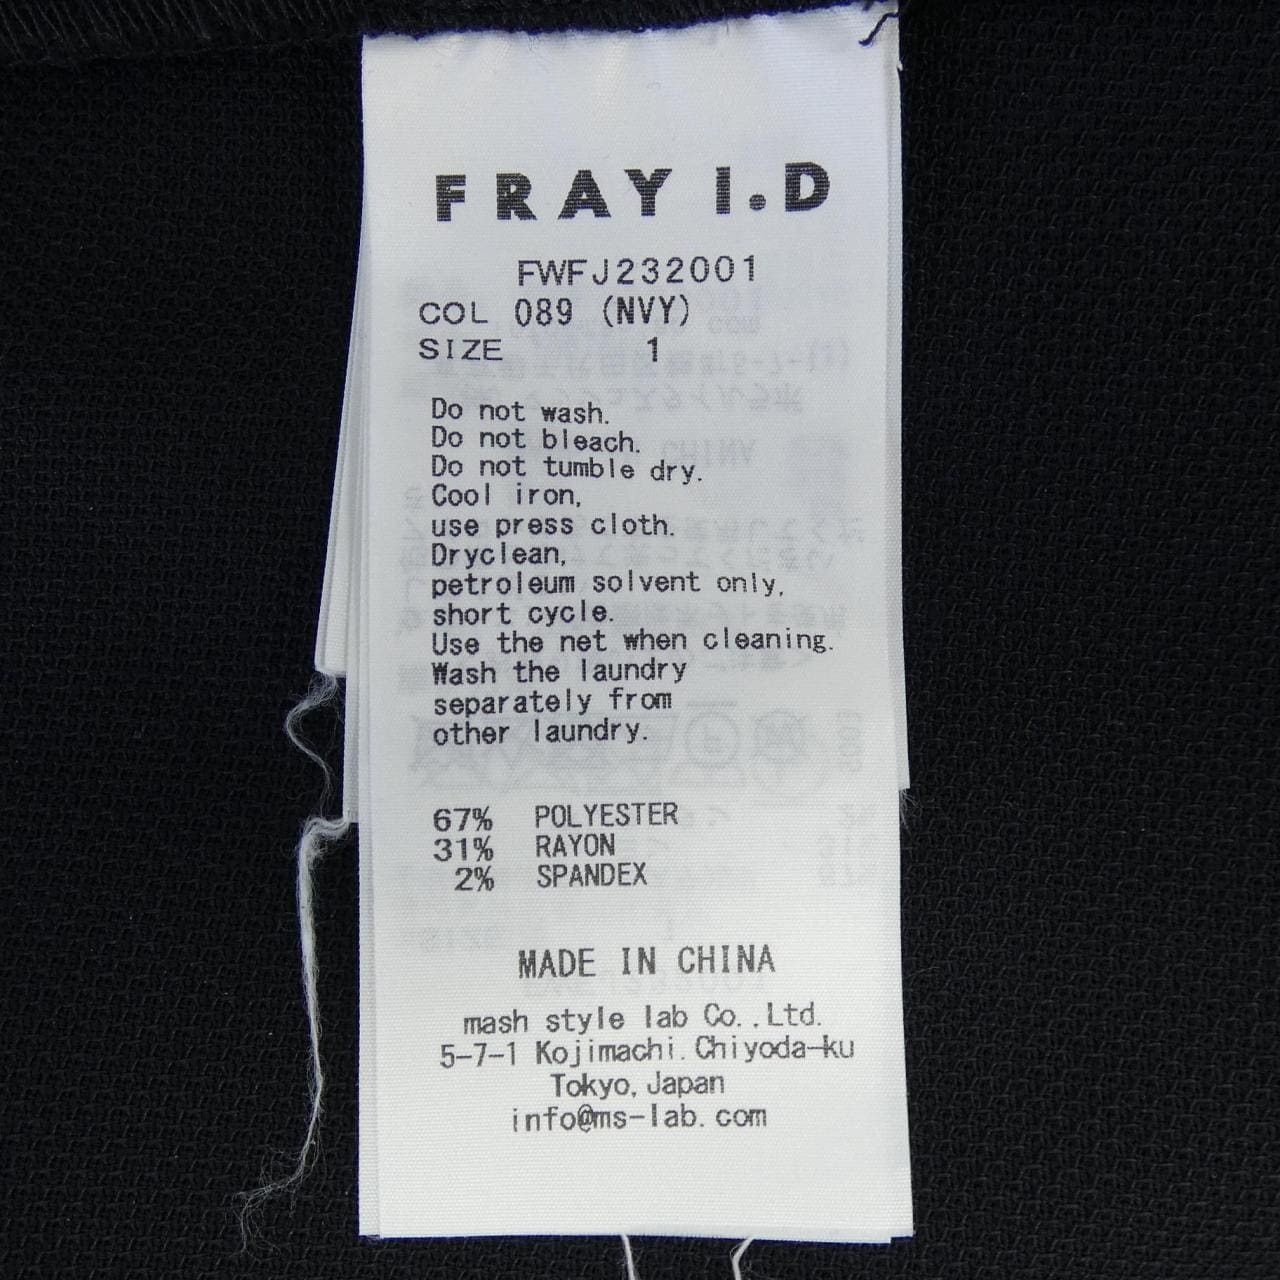 FRAY I.D
FWFJ232001
COL 089 (NVY)
SIZE 1
Do not wash.
Do not bleach.
Do not tumble dry.
Cool iron,
use press cloth.
Dryclean,
petroleum solvent only,
short cycle.
Use the net when cleaning.
Wash the laundry
separately from
other laundry.
67% POLYESTER
31% RAYON
2% SPANDEX
MADE IN CHINA
mash style lab Co.,Ltd.
5-7-1 Kojimachi.Chiyoda-ku
Tokyo,Japan
info@ms-lab.com